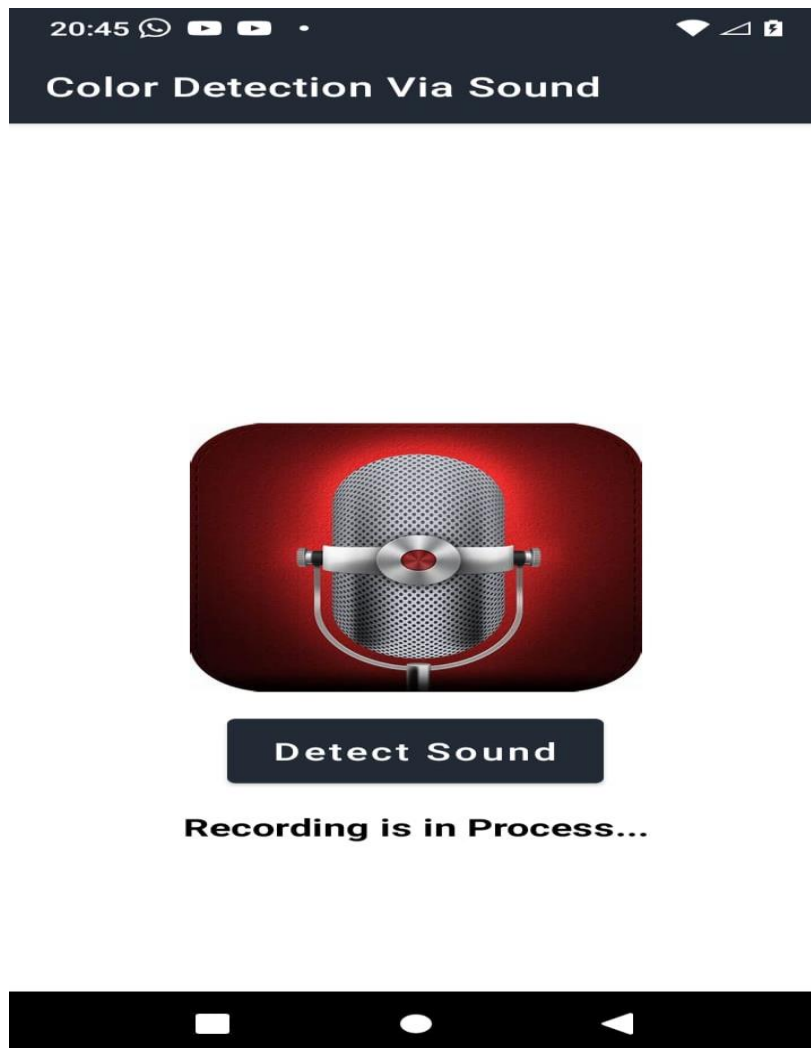 20:45
Color Detection Via Sound
Detect Sound
Recording is in Process...